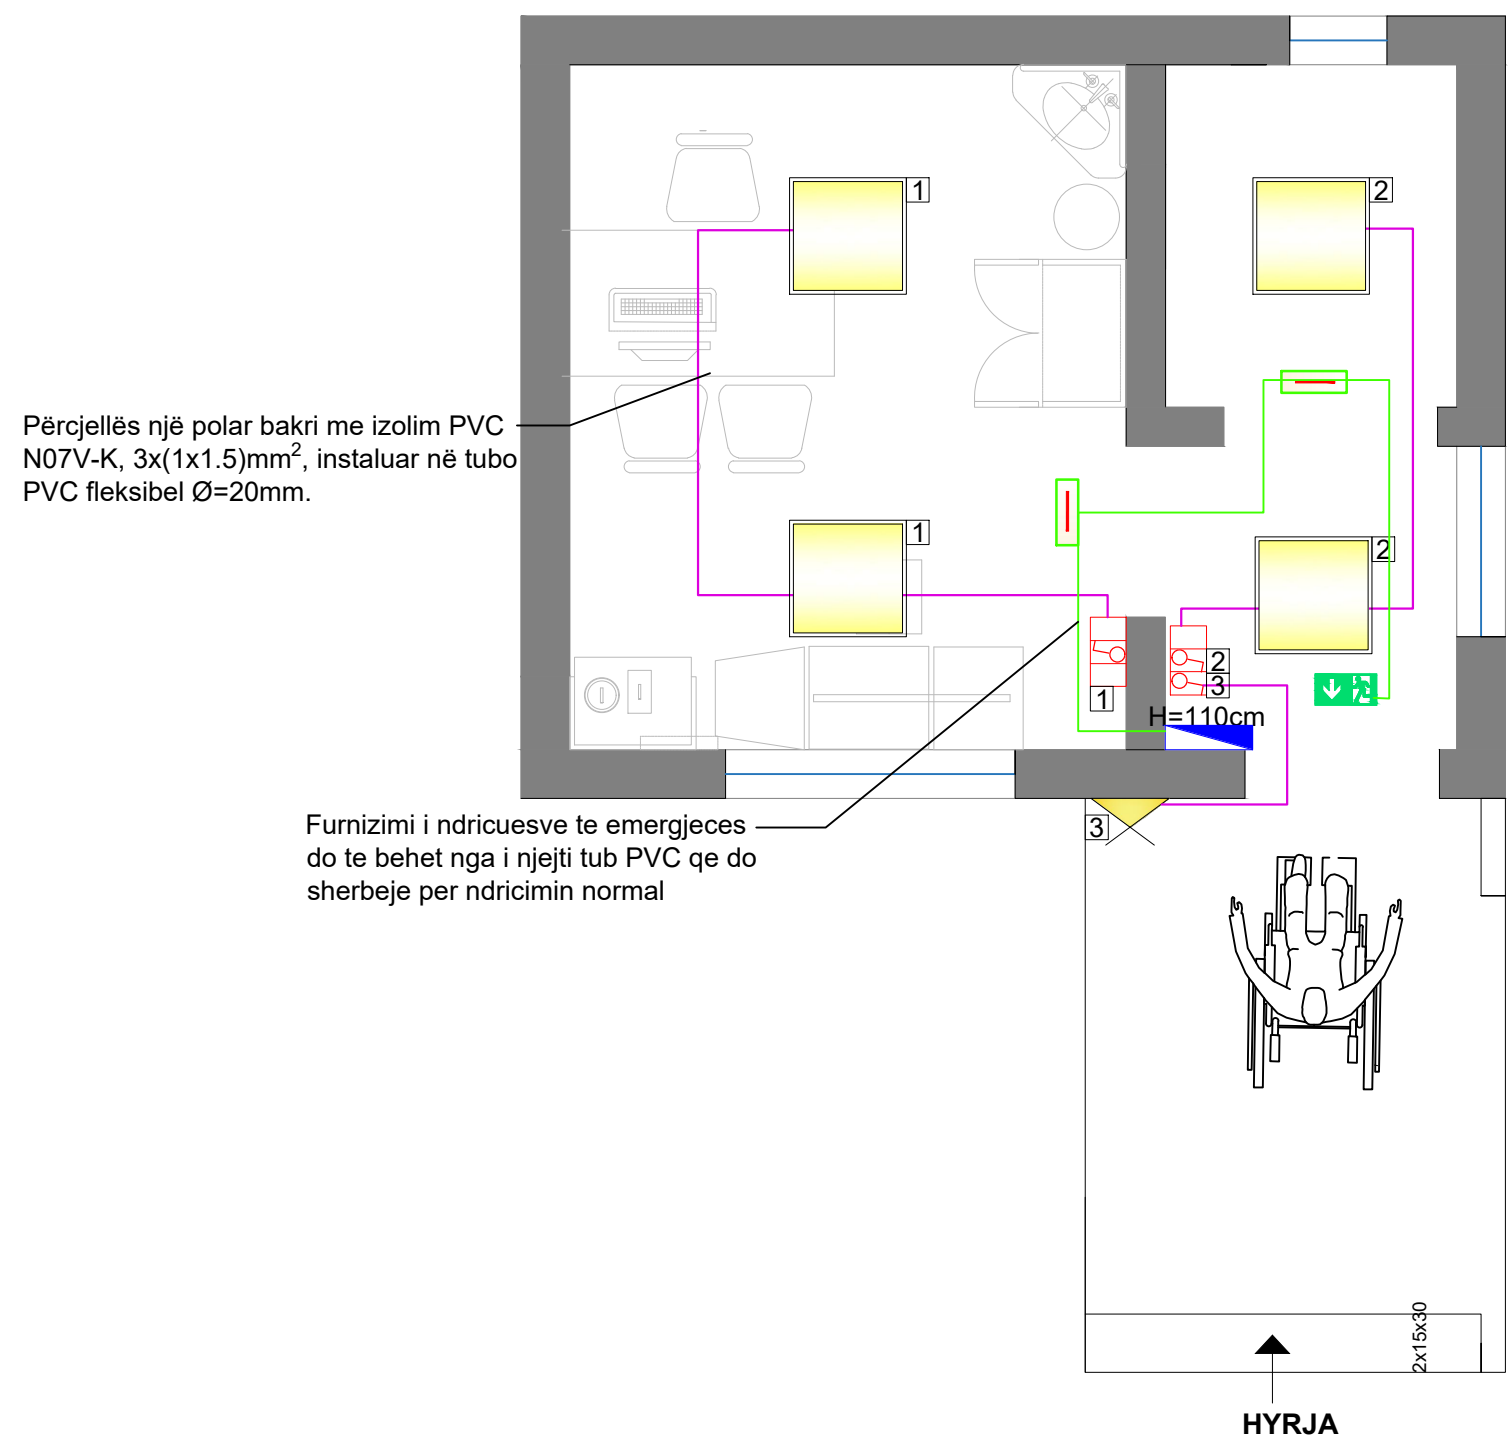 1
2
Përcjellës një polar bakri me izolim PVC
N07V-K, 3x(1x1.5)mm², instaluar në tubo
PVC fleksibel Ø=20mm.
1
2
2
3
1
H=110cm
Furnizimi i ndricuesve te emergjeces
do te behet nga i njejti tub PVC qe do
sherbeje per ndricimin normal
3
2x15x30
HYRJA